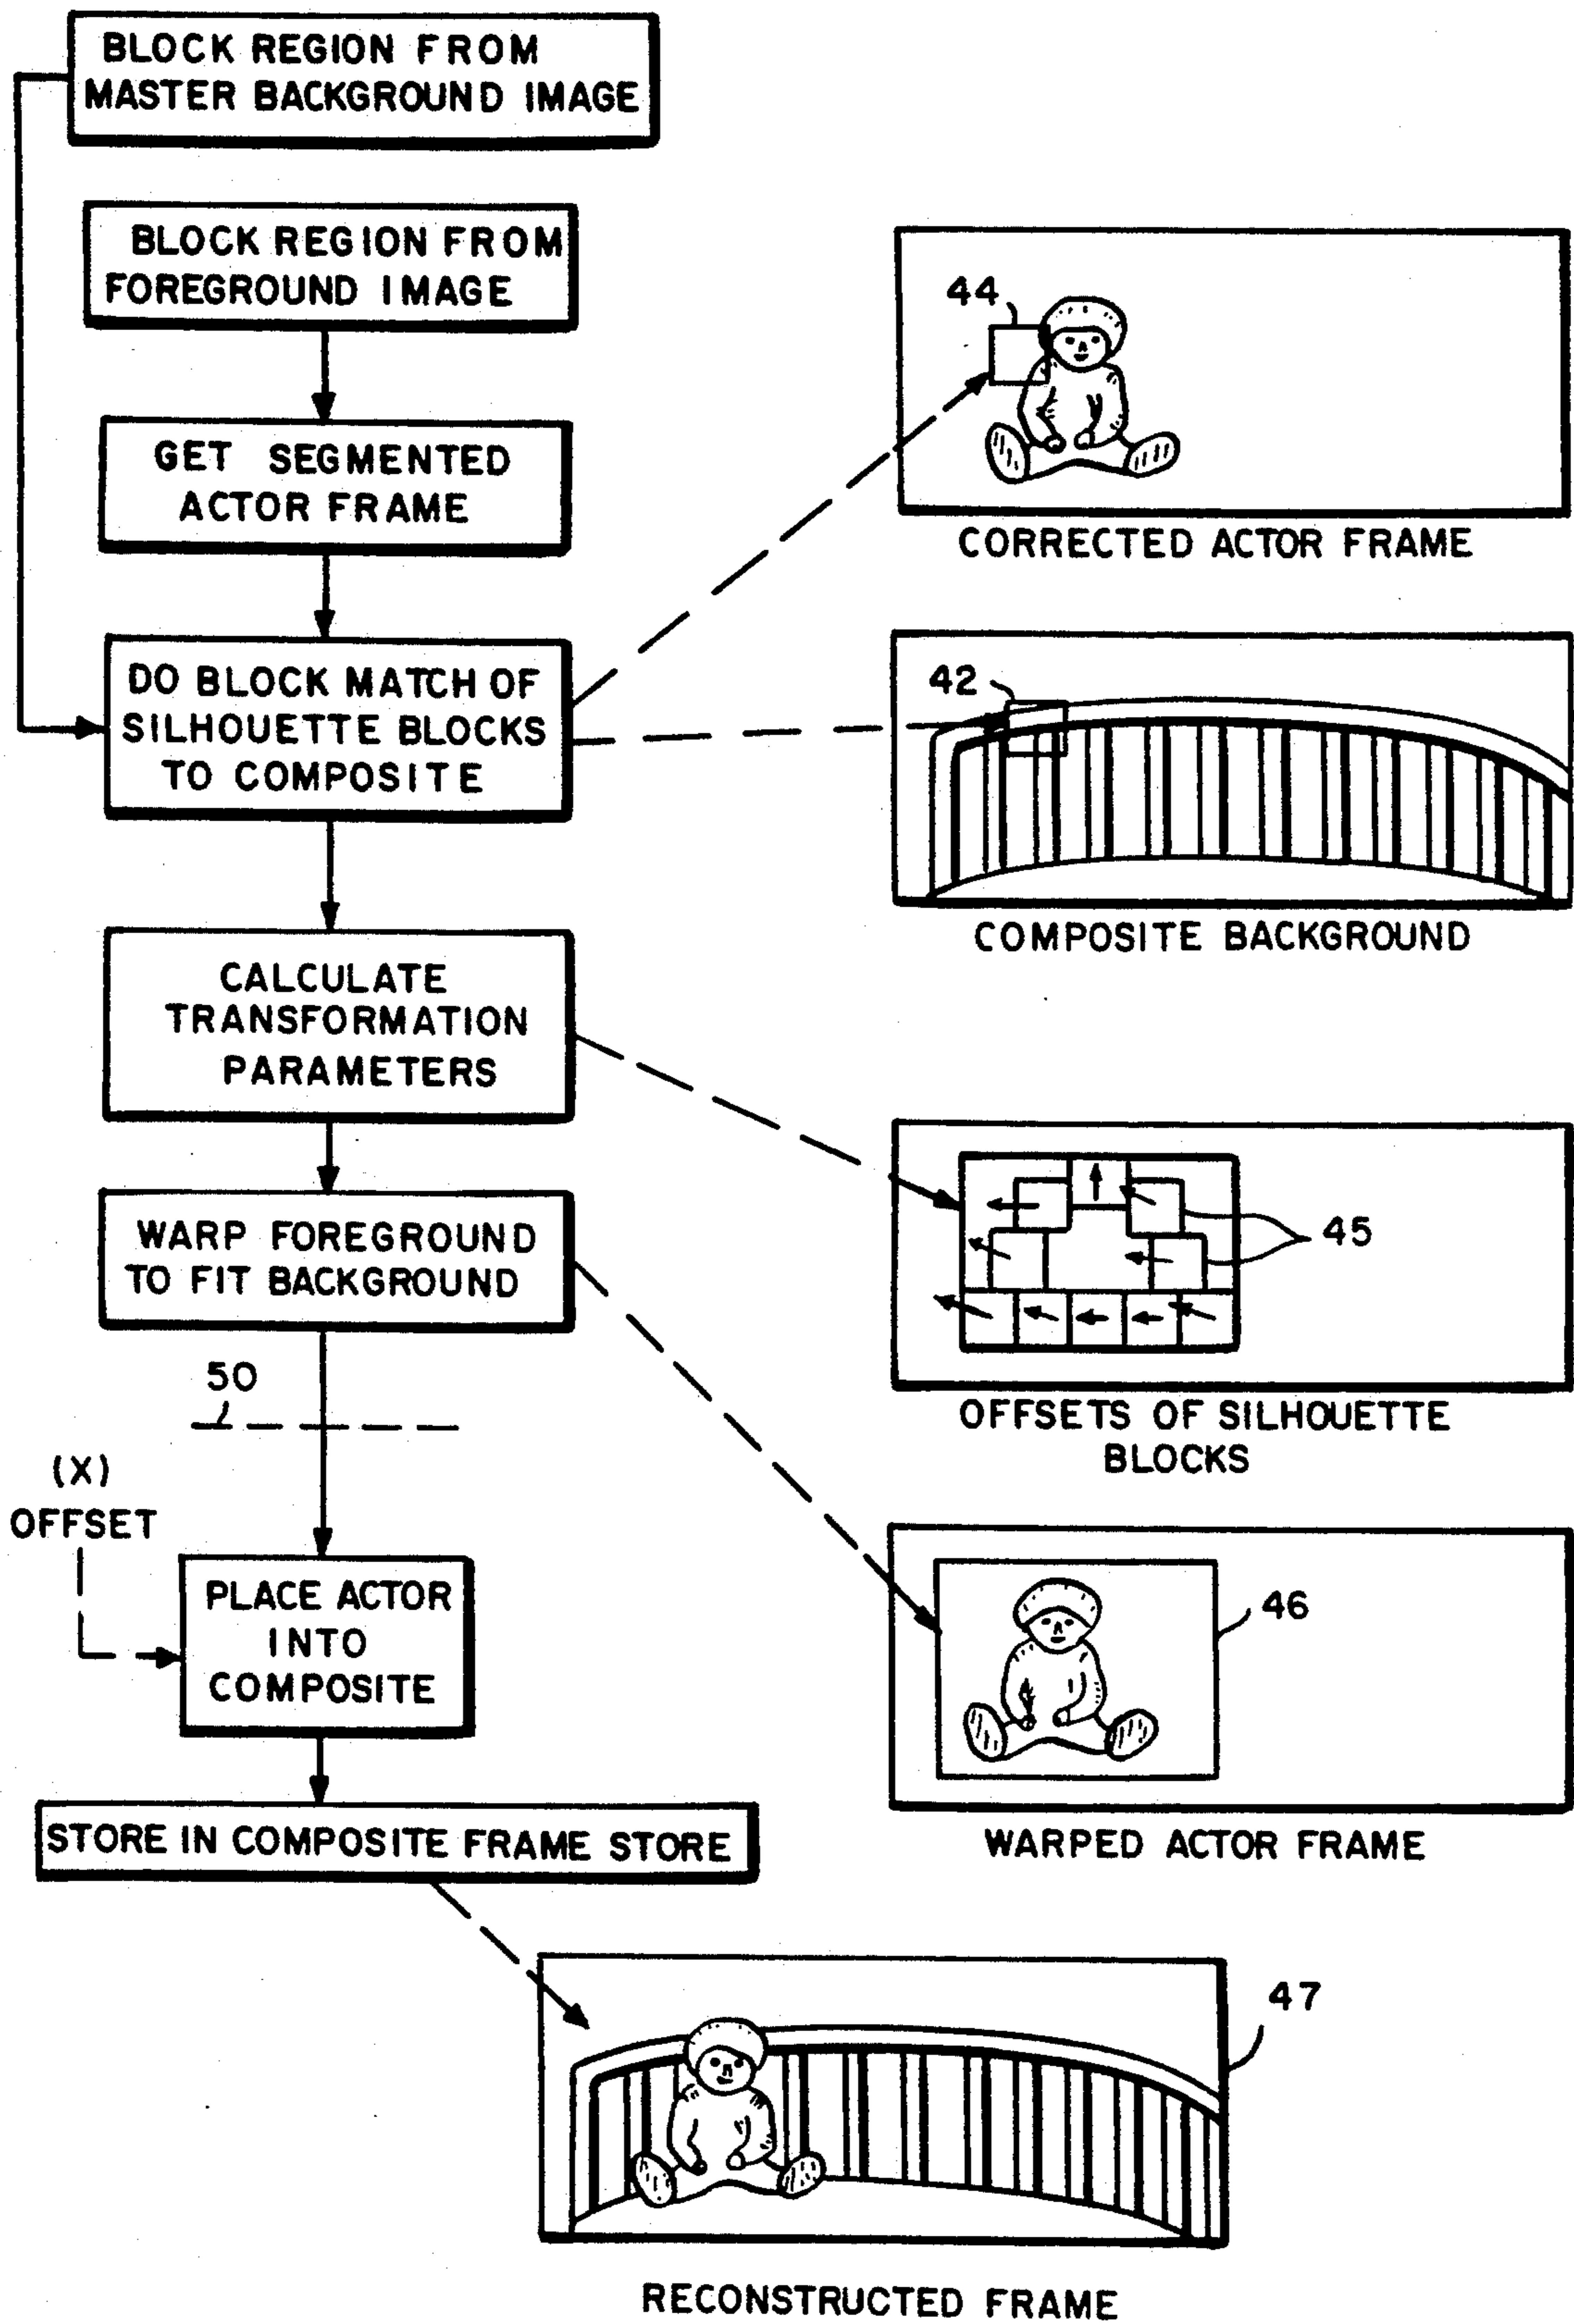 BLOCK REGION FROM
MASTER BACKGROUND IMAGE
BLOCK REGION FROM
FOREGROUND IMAGE
GET SEGMENTED
ACTOR FRAME
44
CORRECTED ACTOR FRAME
DO BLOCK MATCH OF
SILHOUETTE BLOCKS
TO COMPOSITE
42
COMPOSITE BACKGROUND
CALCULATE
TRANSFORMATION
PARAMETERS
45
OFFSETS OF SILHOUETTE
BLOCKS
WARP FOREGROUND
TO FIT BACKGROUND
50
(X)
OFFSET
PLACE ACTOR
INTO
COMPOSITE
46
WARPED ACTOR FRAME
STORE IN COMPOSITE FRAME STORE
47
RECONSTRUCTED FRAME